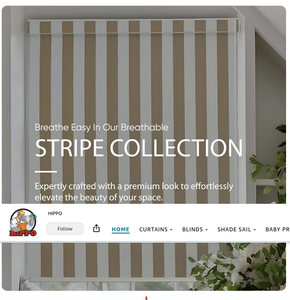 Breathe Easy In Our Breathable
STRIPE COLLECTION
Expertly crafted with a premium look to effortlessly
elevate the beauty of your space.
HIPPO
HIPPO
Follow
HOME
CURTAINS
BLINDS
SHADE SAIL
BABY PR